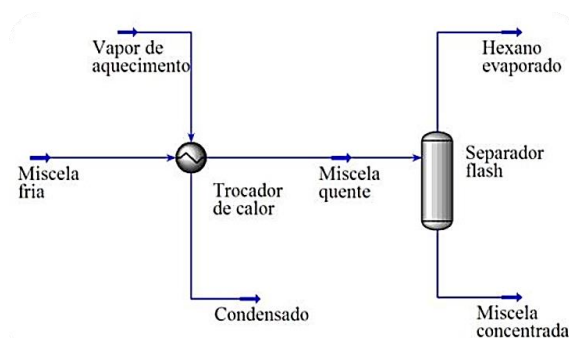 Vapor de
aquecimento
Hexano
evaporado
Miscela
fria
Trocador
de calor
Miscela
quente
Separador
flash
Condensado
Miscela
concentrada